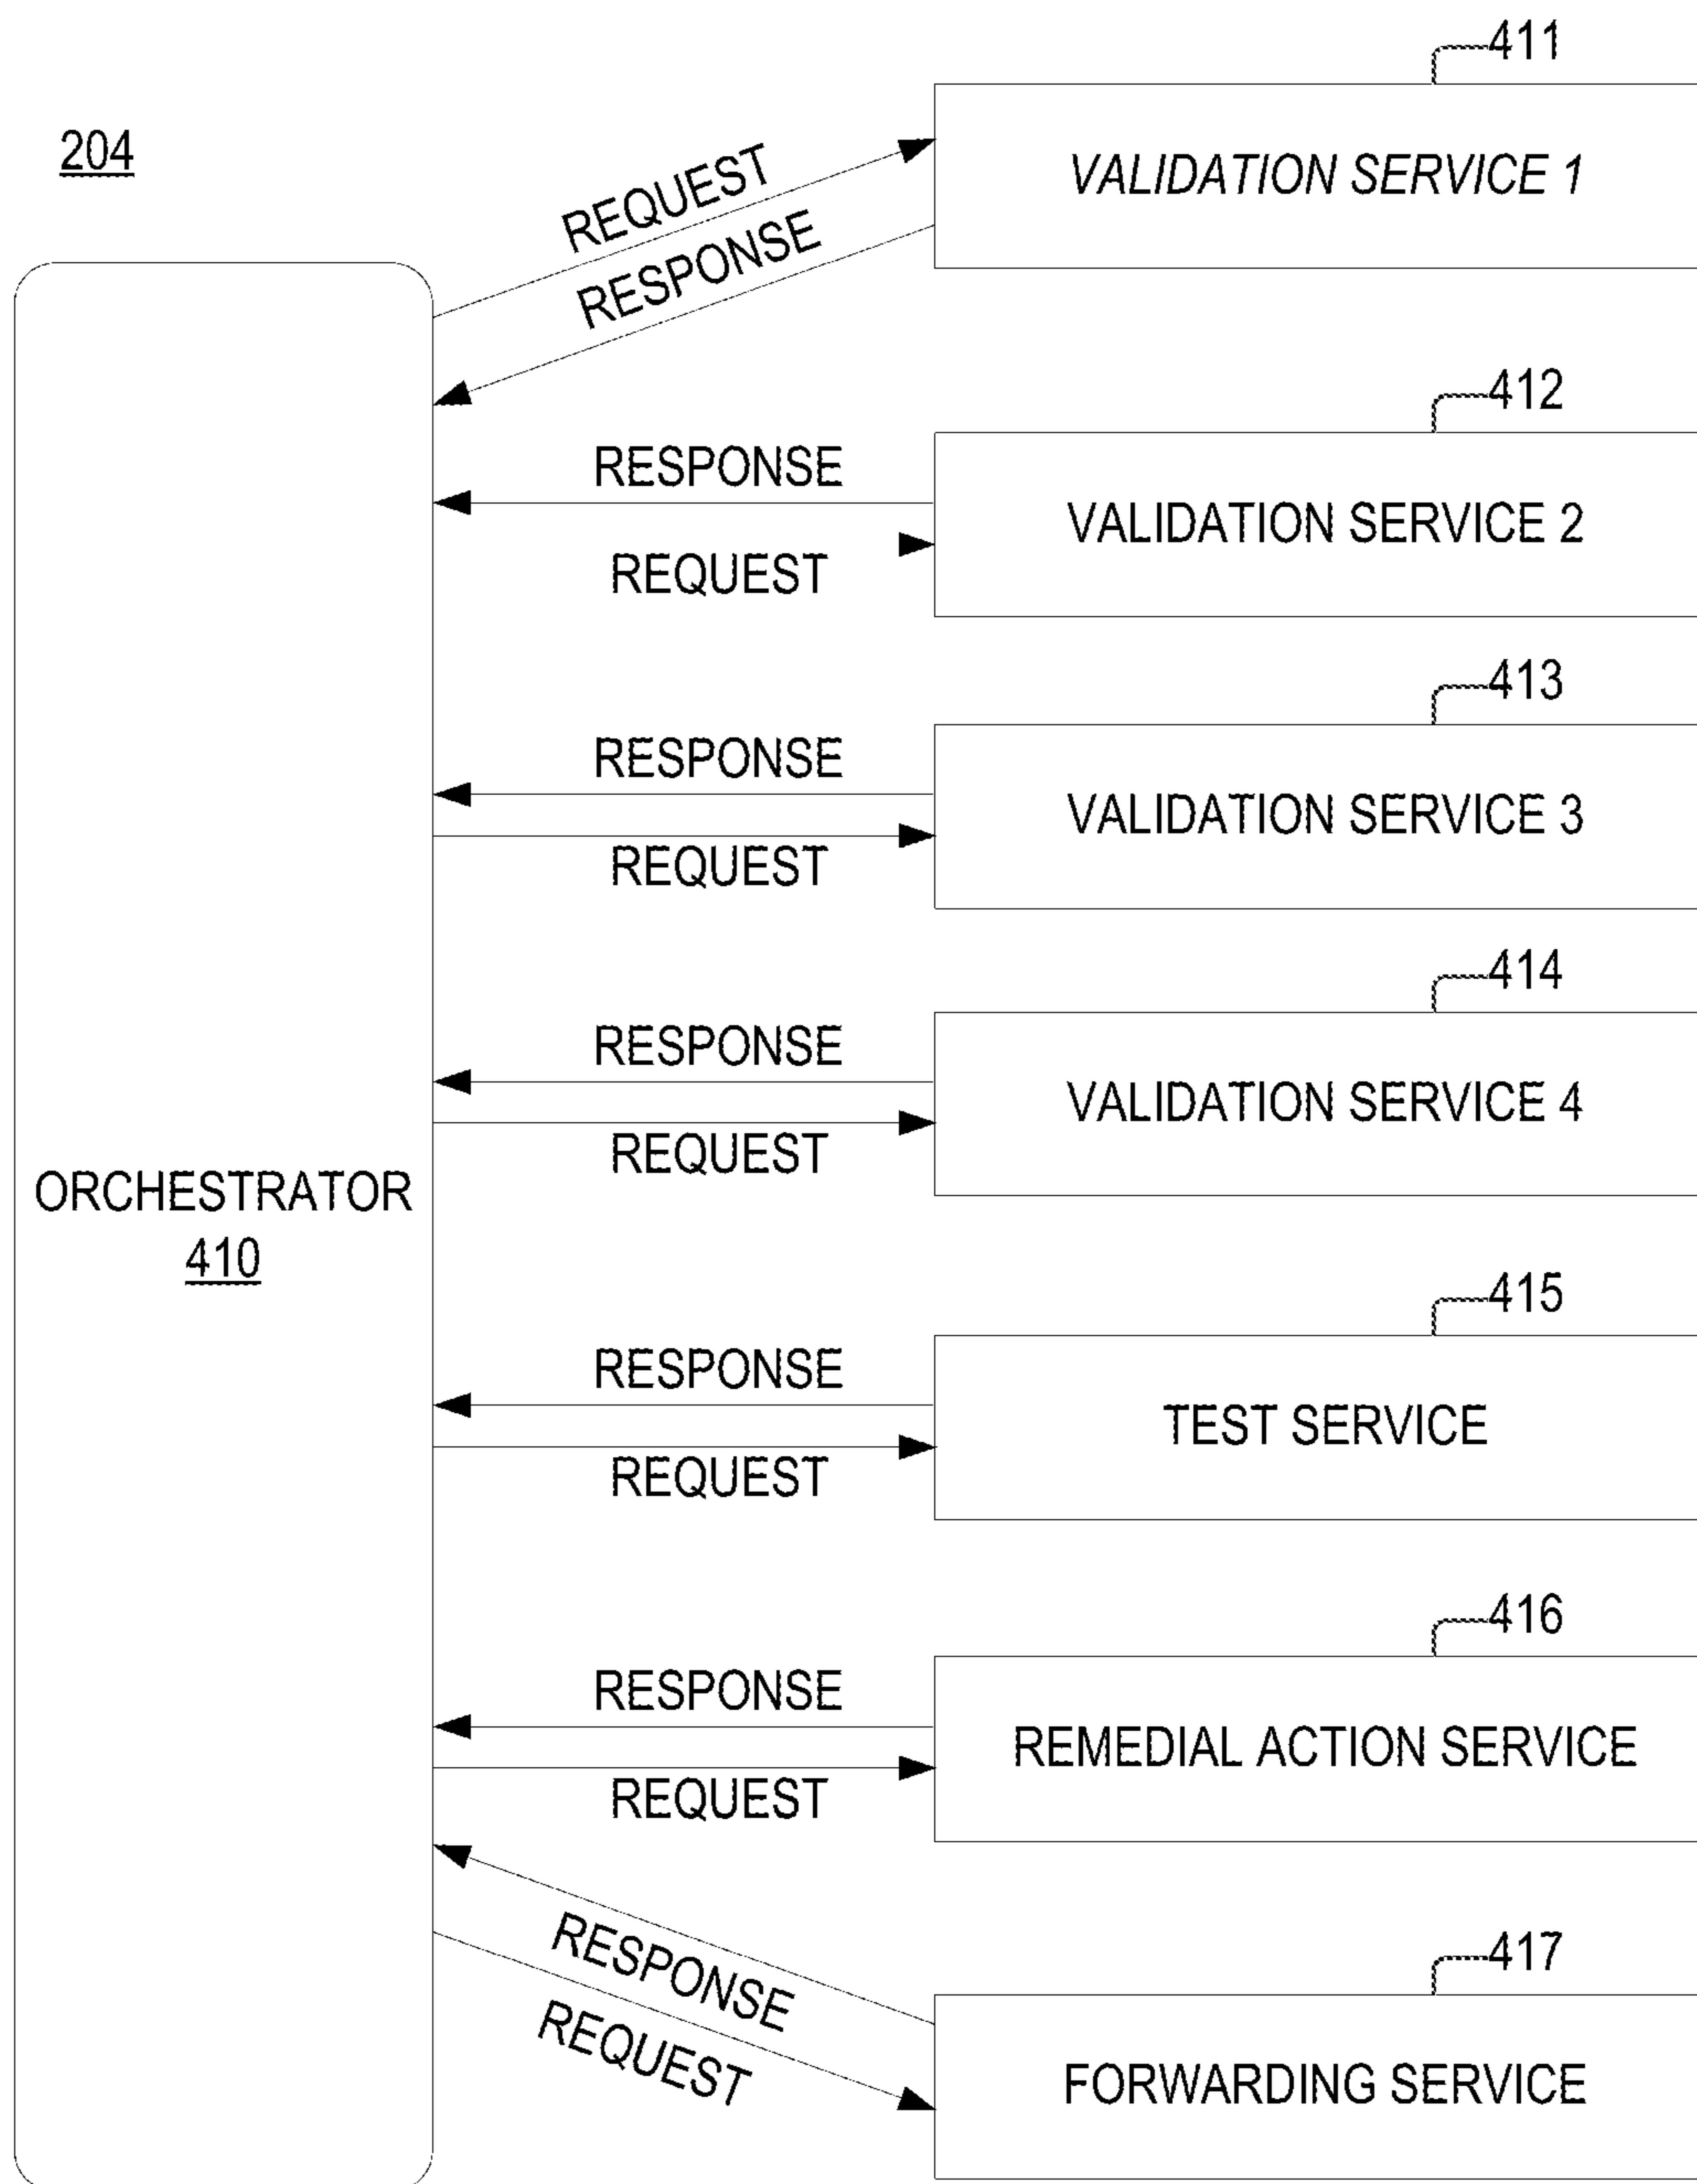 204
411
VALIDATION SERVICE 1
REQUEST
RESPONSE
412
RESPONSE
VALIDATION SERVICE 2
REQUEST
413
RESPONSE
VALIDATION SERVICE 3
REQUEST
414
RESPONSE
VALIDATION SERVICE 4
REQUEST
ORCHESTRATOR
410
415
RESPONSE
TEST SERVICE
REQUEST
416
RESPONSE
REMEDIAL ACTION SERVICE
REQUEST
417
RESPONSE
REQUEST
FORWARDING SERVICE